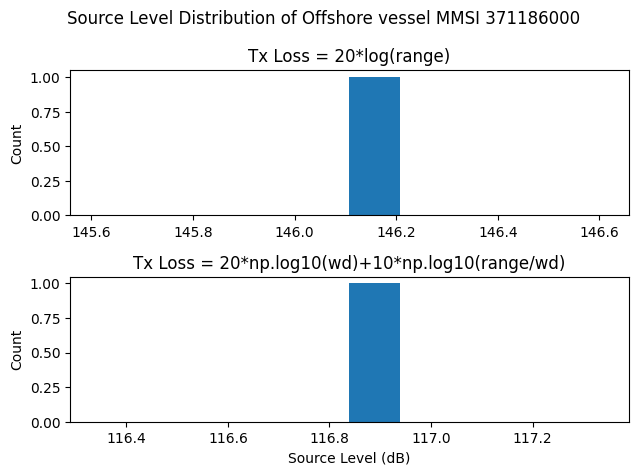 Source Level Distribution of Offshore vessel MMSI 371186000
Tx Loss = 20*log(range)
1.00
0.75
0.50
0.25
0.00
Count
145.6 145.8 146.0 146.2 146.4 146.6
Tx Loss = 20*np.log10(wd)+10*np.log10(range/wd)
1.00
0.75
0.50
0.25
0.00
Count
116.4 116.6 116.8 117.0 117.2
Source Level (dB)